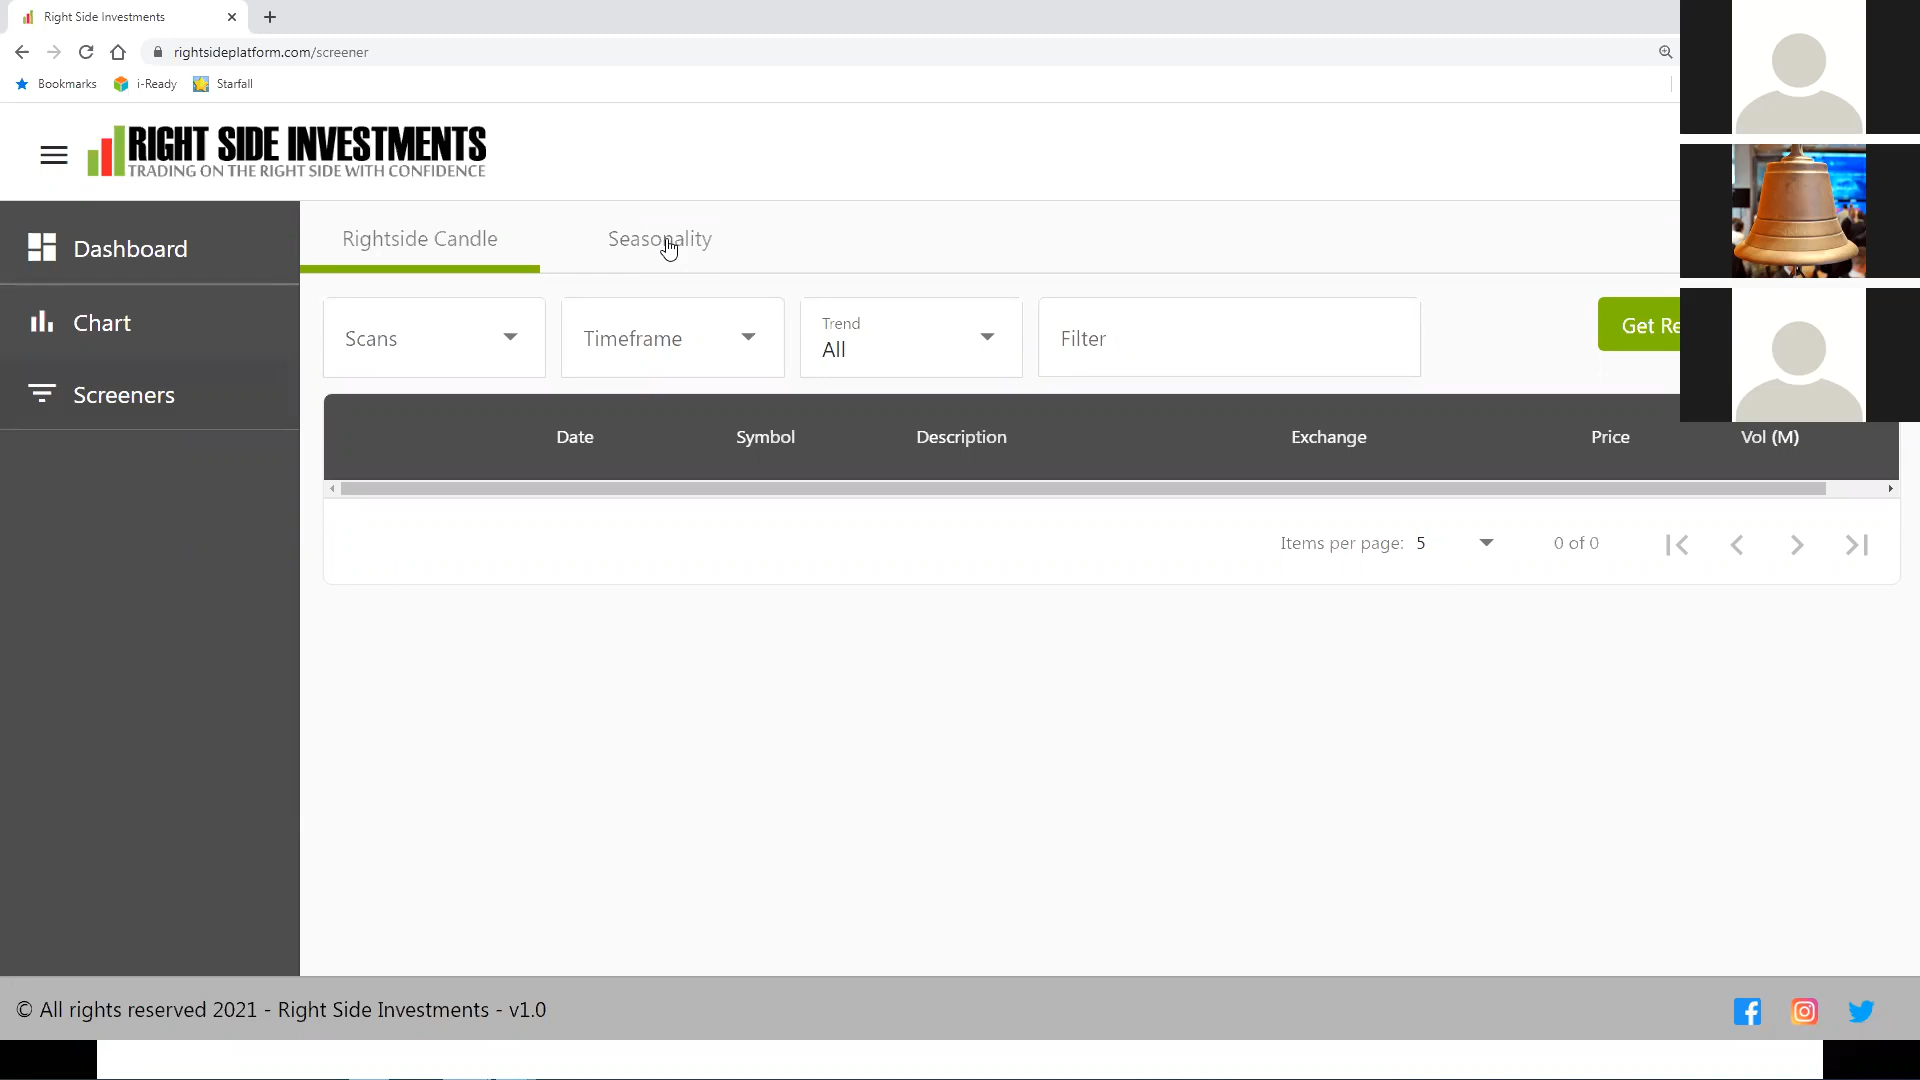 Right Side Investments
rightsideplatform.com/screener
Bookmarks
i-Ready
Starfall
RIGHT SIDE INVESTMENTS
TRADING ON THE RIGHT SIDE WITH CONFIDENCE
Dashboard
Chart
Screeners
Rightside Candle
Seasonality
Scans
Timeframe
Trend
All
Filter
Get Re
Date
Symbol
Description
Exchange
Price
Vol (M)
Items per page: 5
0 of 0
© All rights reserved 2021 - Right Side Investments - v1.0